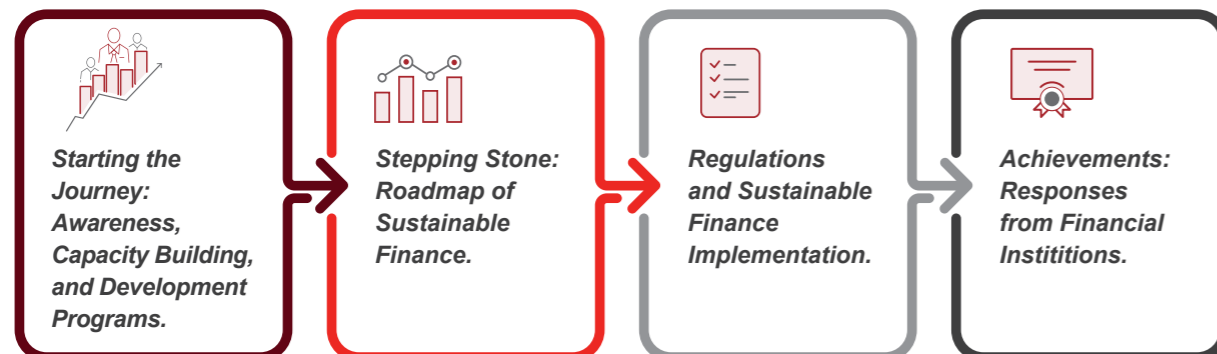 Starting the
Journey:
Awareness,
Capacity Building,
and Development
Programs.
Stepping Stone:
Roadmap of
Sustainable
Finance.
Regulations
and Sustainable
Finance
Implementation.
Achievements:
Responses
from Financial
Instititions.